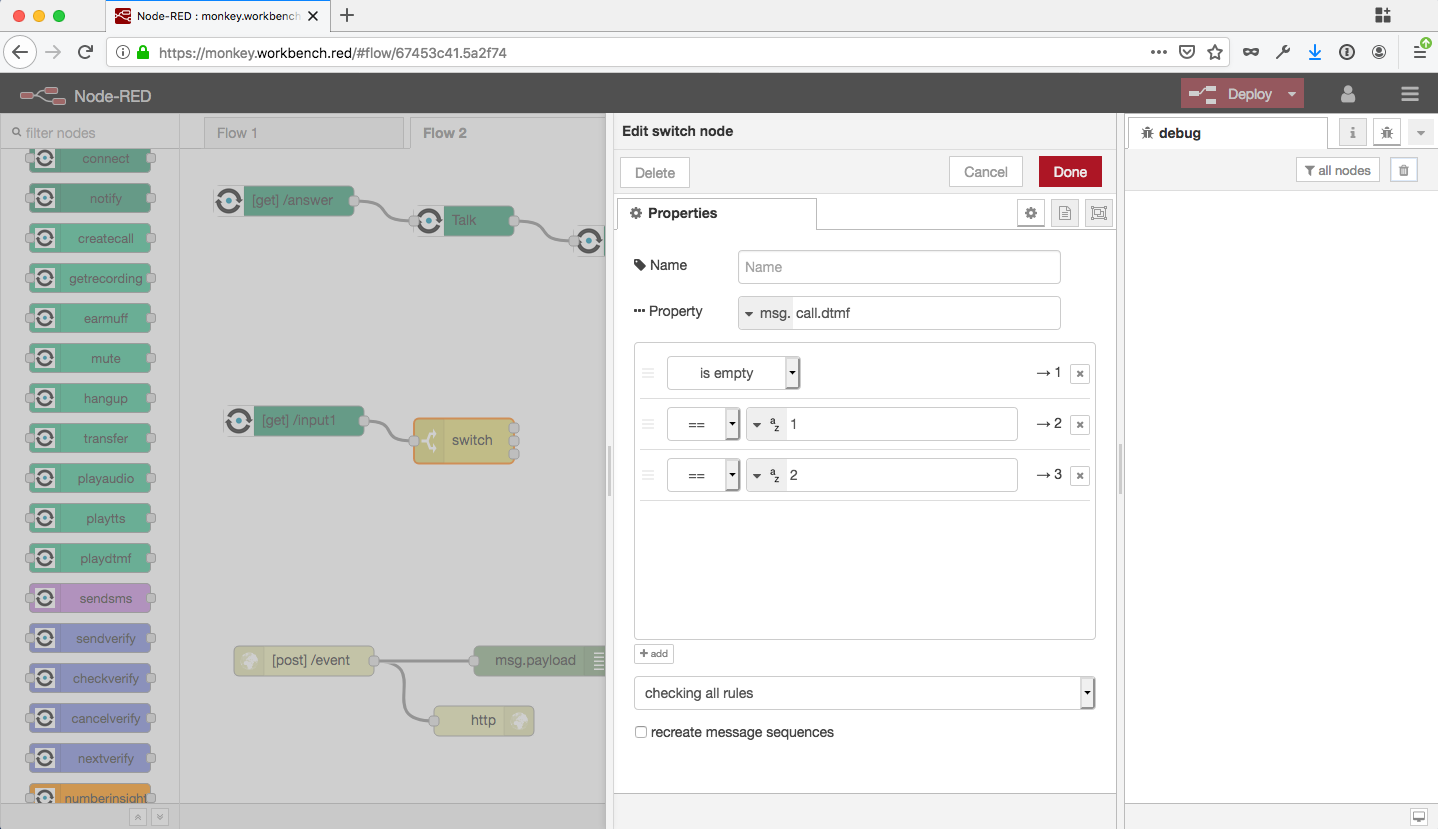 Node-RED : monkey.workbench
https://monkey.workbench.red/#flow/67453c41.5a2f74
Node-RED
Deploy
filter nodes
connect
notify
createcall
getrecording
earmuff
mute
hangup
transfer
playaudio
playtts
playdtmf
sendsms
sendverify
checkverify
cancelverify
nextverify
numberinsight
Flow 1
Flow 2
[get] /answer
Talk
[get] /input1
switch
[post] /event
msg.payload
http
Edit switch node
Delete
Cancel
Done
Properties
Name
Name
Property
msg. call.dtmf
is empty
→ 1
==
a
z
1
→ 2
==
a
z
2
→ 3
add
checking all rules
recreate message sequences
debug
i
all nodes